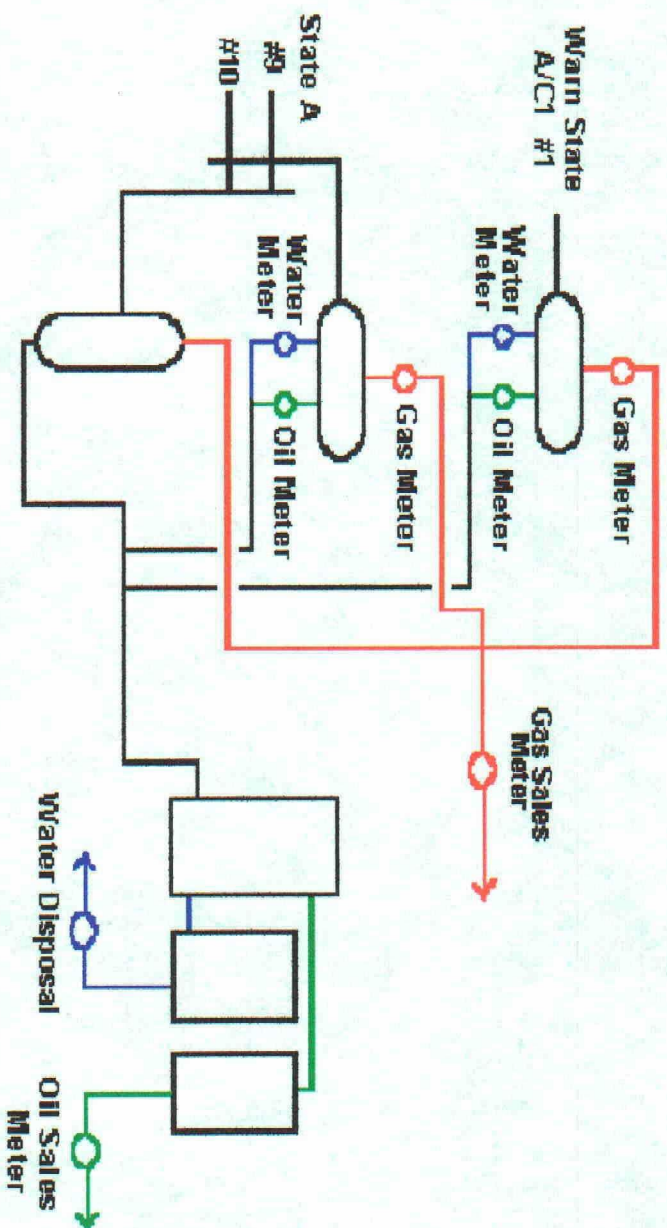 Warn State
A/C1 #1
Water
Meter
Oil Meter
Gas Meter
State A
#9
#10
Water
Meter
Oil Meter
Gas Meter
Gas Sales
Meter
Water Disposal
Oil Sales
Meter